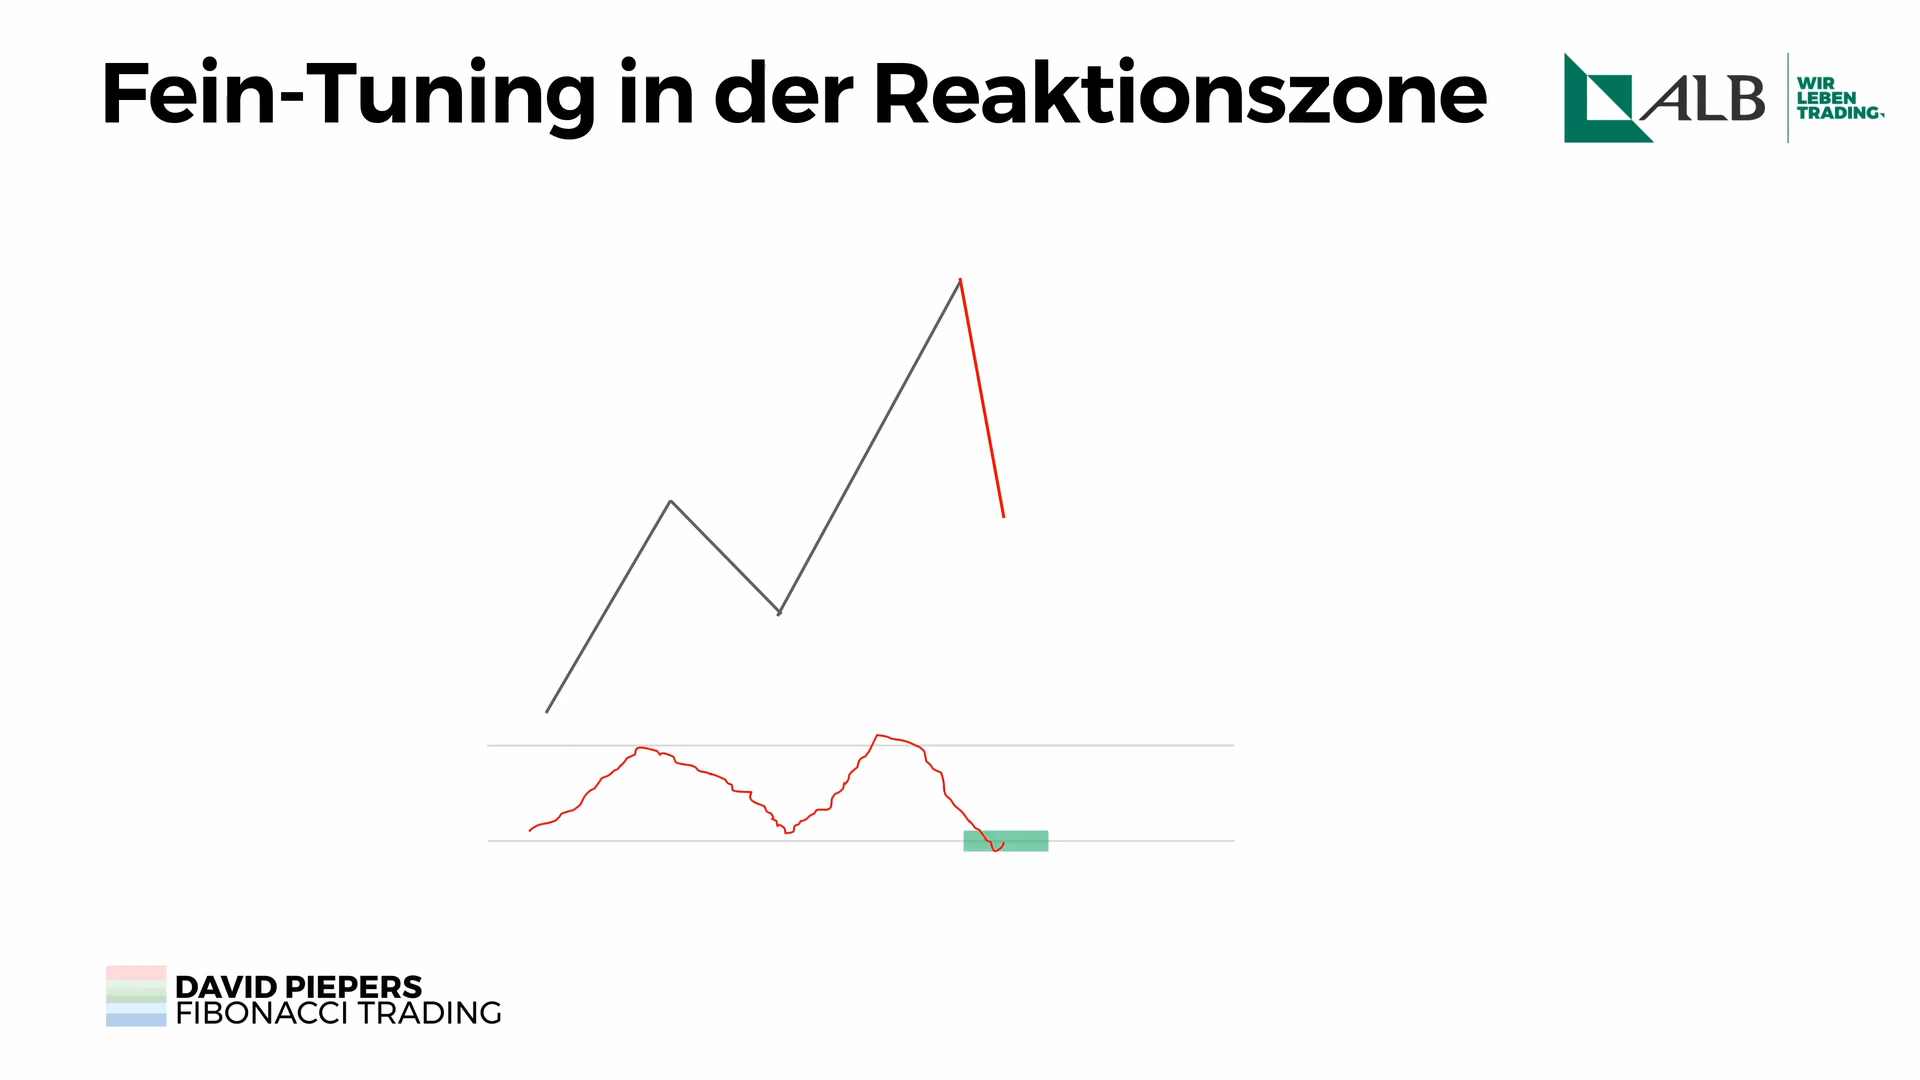 Fein-Tuning in der Reaktionszone
ALB
WIR
LEBEN
TRADING
DAVID PIEPERS
FIBONACCI TRADING